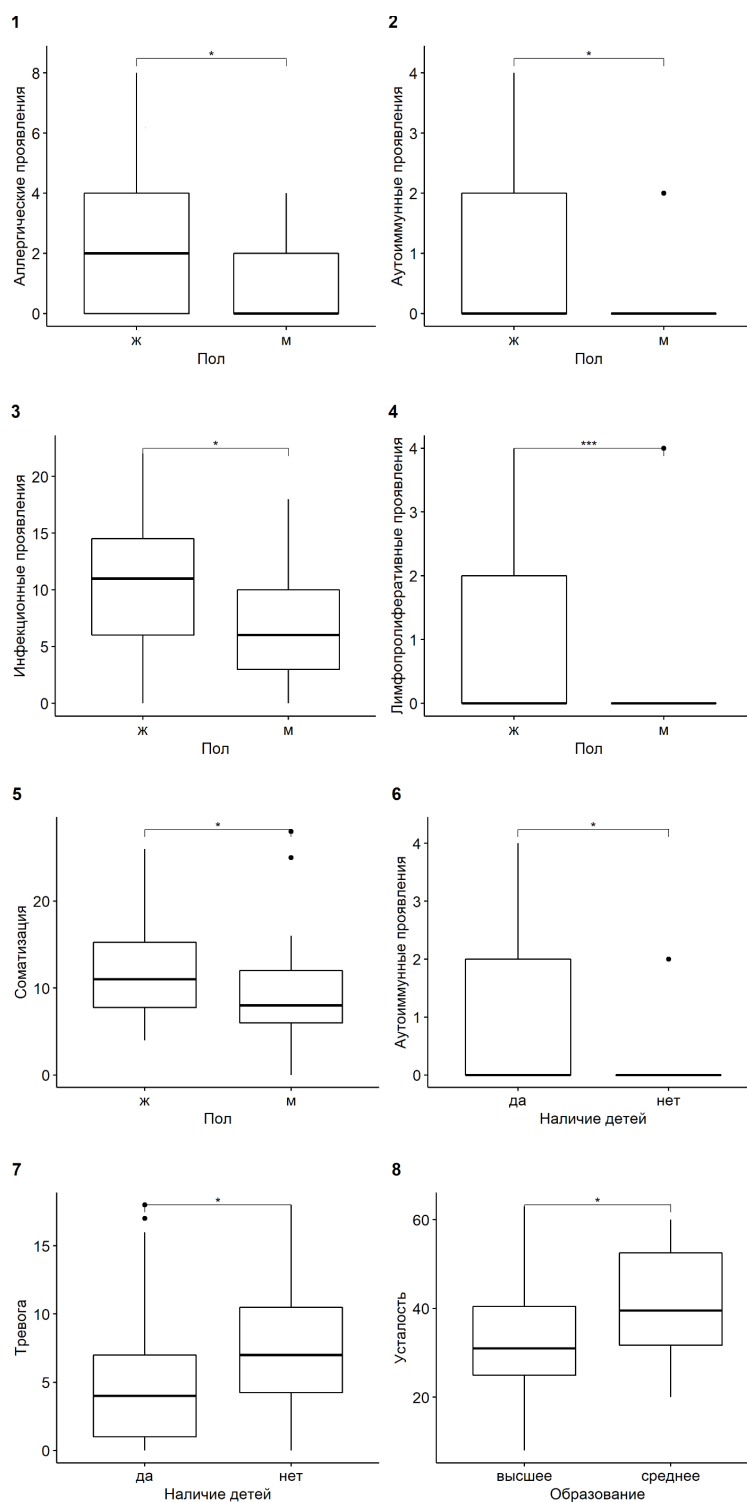 1
*
Аллергические проявления
8
6
4
2
0
ж м
Пол
2
*
Аутоиммунные проявления
4
3
2
1
0
ж м
Пол
3
*
Инфекционные проявления
20
15
10
5
0
ж м
Пол
4
***
Лимфопролиферативные проявления
4
3
2
1
0
ж м
Пол
5
*
Соматизация
20
10
0
ж м
Пол
6
*
Аутоиммунные проявления
4
3
2
1
0
да нет
Наличие детей
7
*
Тревога
15
10
5
0
да нет
Наличие детей
8
*
Усталость
60
40
20
высшее среднее
Образование